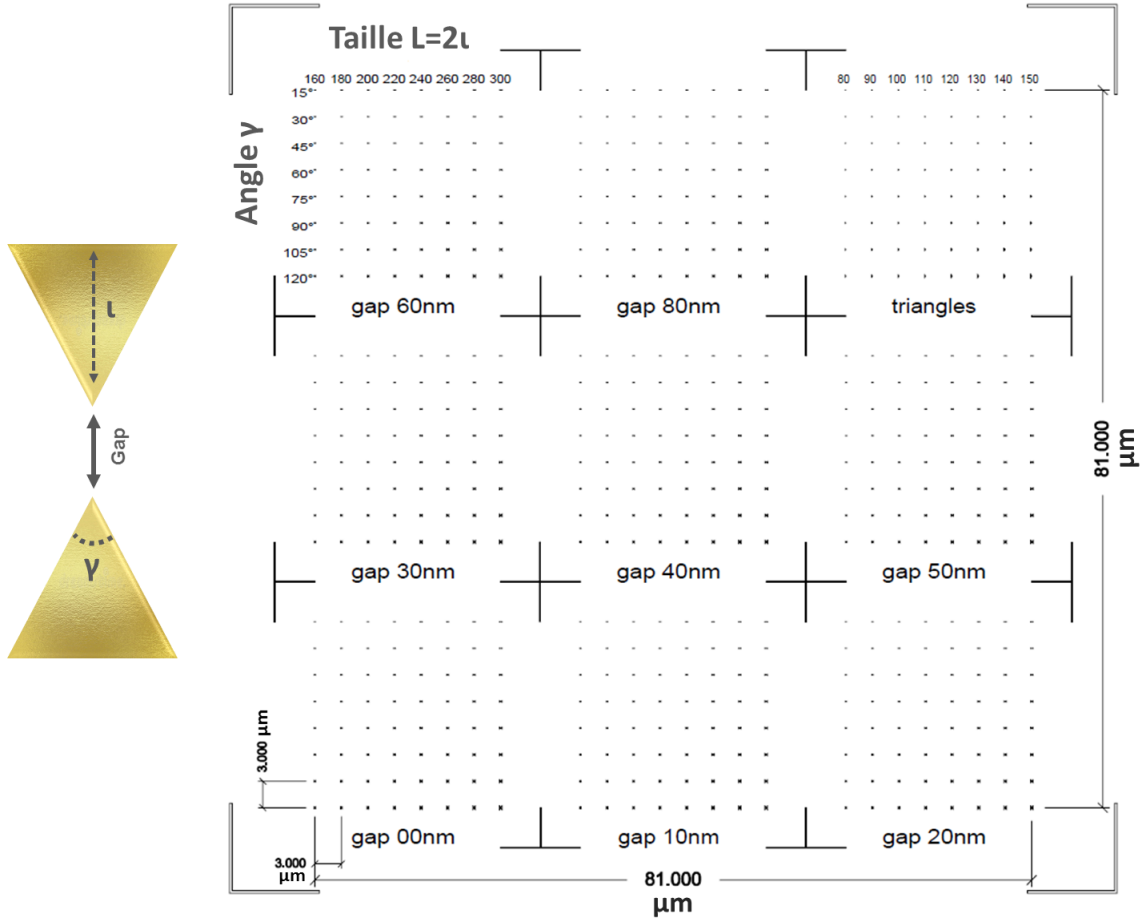 Taille L=2ɩ
160 180 200 220 240 260 280 300
80 90 100 110 120 130 140 150
Angle γ
15°
30°
45°
60°
75°
90°
105°
120°
gap 60nm gap 80nm triangles
ɩ
Gap
γ
81.000
μm
gap 30nm gap 40nm gap 50nm
3.000 μm
gap 00nm gap 10nm gap 20nm
3.000
μm
81.000
μm